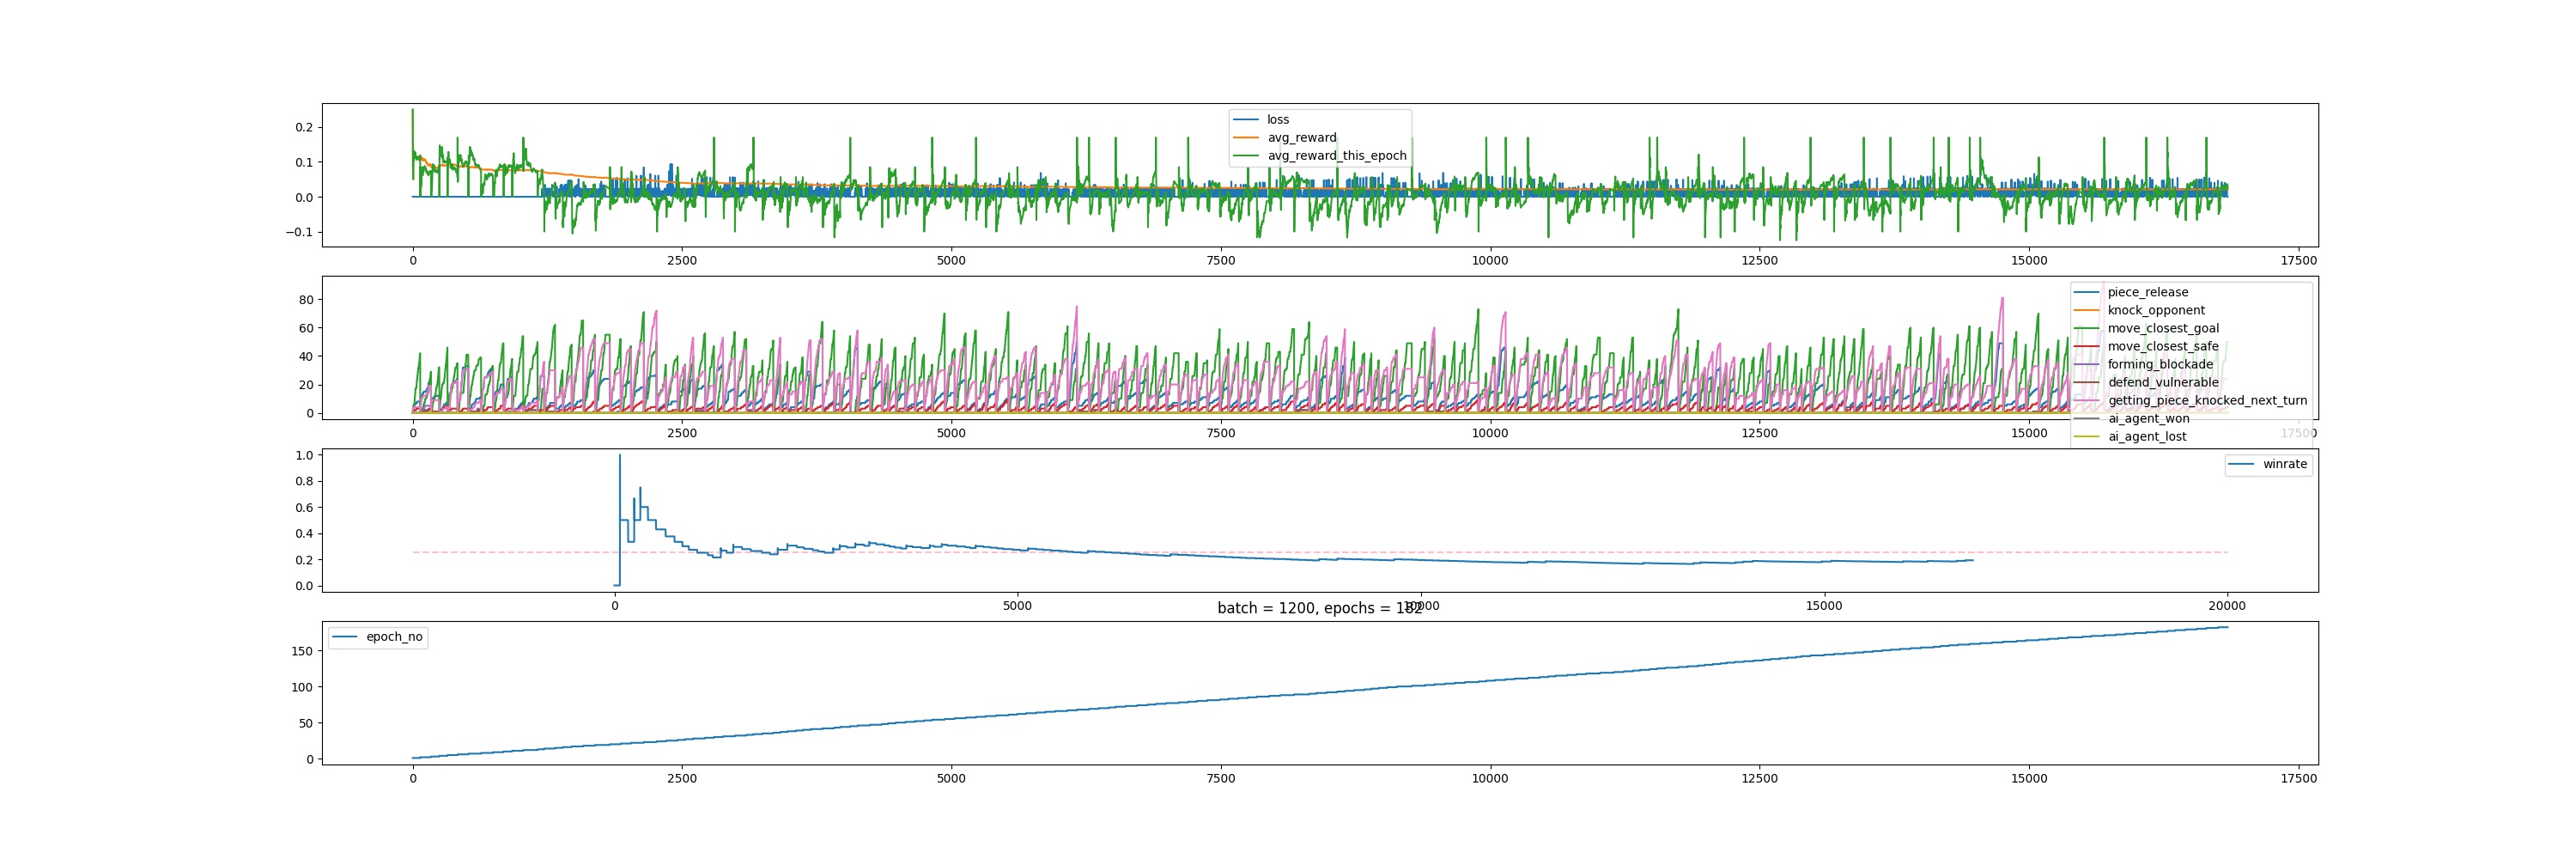 0.2
0.1
0.0
−0.1
loss
avg_reward
avg_reward_this_epoch
0 2500 5000 7500 10000 12500 15000 17500
80
60
40
20
0
piece_release
knock_opponent
move_closest_goal
move_closest_safe
forming_blockade
defend_vulnerable
getting_piece_knocked_next_turn
ai_agent_won
ai_agent_lost
0 2500 5000 7500 10000 12500 15000 17500
1.0
0.8
0.6
0.4
0.2
0.0
winrate
0 5000 10000 15000 20000
batch = 1200, epochs = 182
150
100
50
0
epoch_no
0 2500 5000 7500 10000 12500 15000 17500